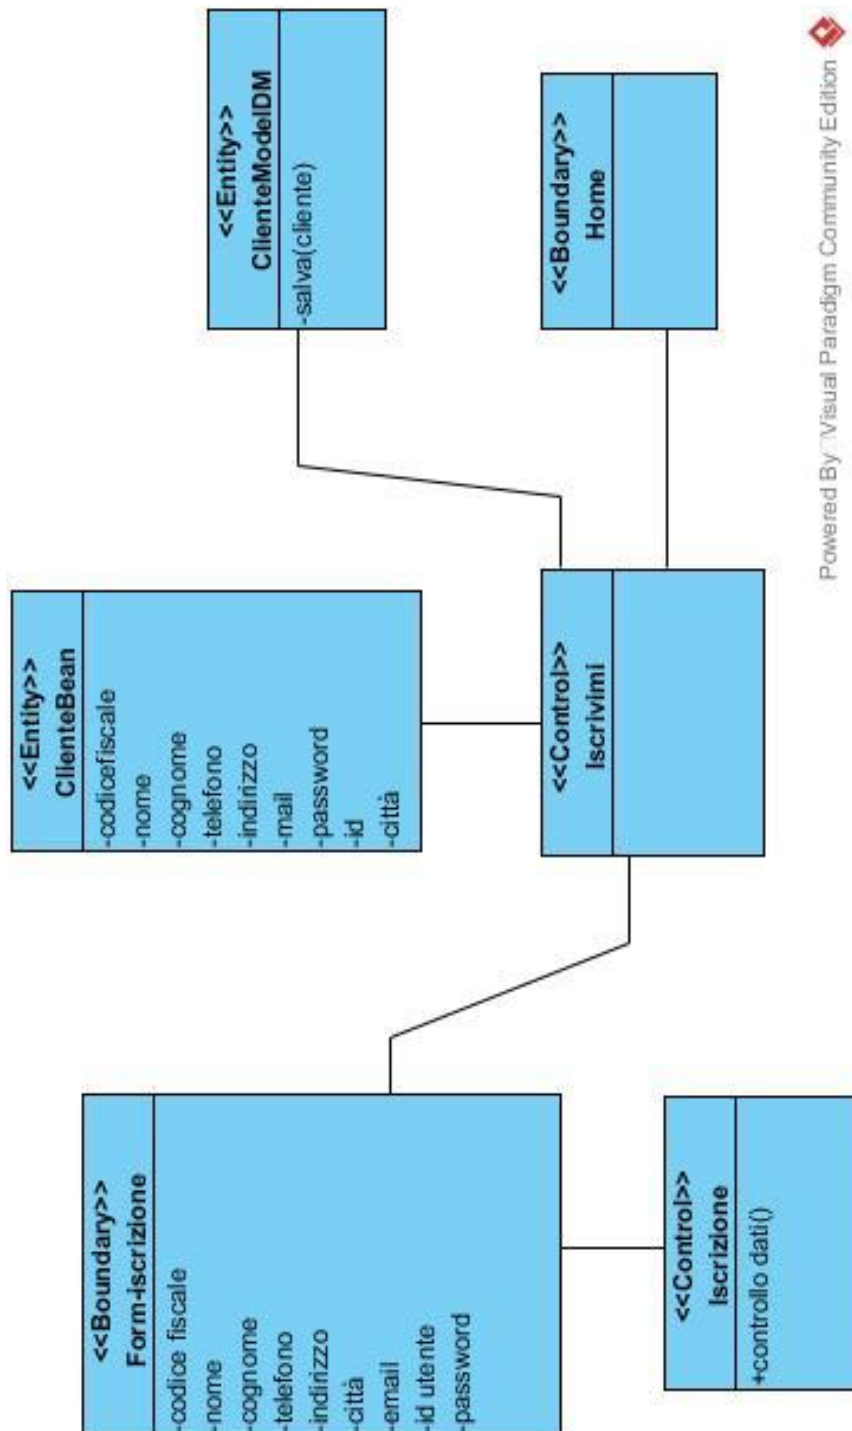 <<Boundary>>
Form-iscrizione
-codice fiscale
-nome
-cognome
-telefono
-indirizzo
-città
-email
-id utente
-password
<<Control>>
Iscrizione
+controllo dati()
<<Entity>>
ClienteBean
-codicefiscale
-nome
-cognome
-telefono
-indirizzo
-mail
-password
-id
-città
<<Control>>
Iscrivimi
<<Entity>>
ClienteModelDM
-salva(cliente)
<<Boundary>>
Home
Powered By Visual Paradigm Community Edition